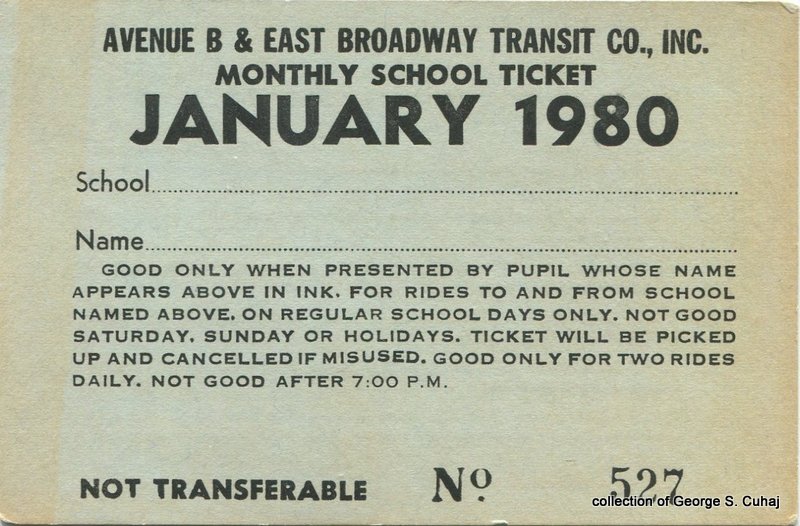 AVENUE B & EAST BROADWAY TRANSIT CO., INC.
MONTHLY SCHOOL TICKET
JANUARY 1980
School
Name
GOOD ONLY WHEN PRESENTED BY PUPIL WHOSE NAME
APPEARS ABOVE IN INK. FOR RIDES TO AND FROM SCHOOL
NAMED ABOVE. ON REGULAR SCHOOL DAYS ONLY. NOT GOOD
SATURDAY. SUNDAY OR HOLIDAYS. TICKET WILL BE PICKED
UP AND CANCELLED IF MISUSED. GOOD ONLY FOR TWO RIDES
DAILY. NOT GOOD AFTER 7:00 P.M.
NOT TRANSFERABLE No. 527
collection of George S. Cuhaj